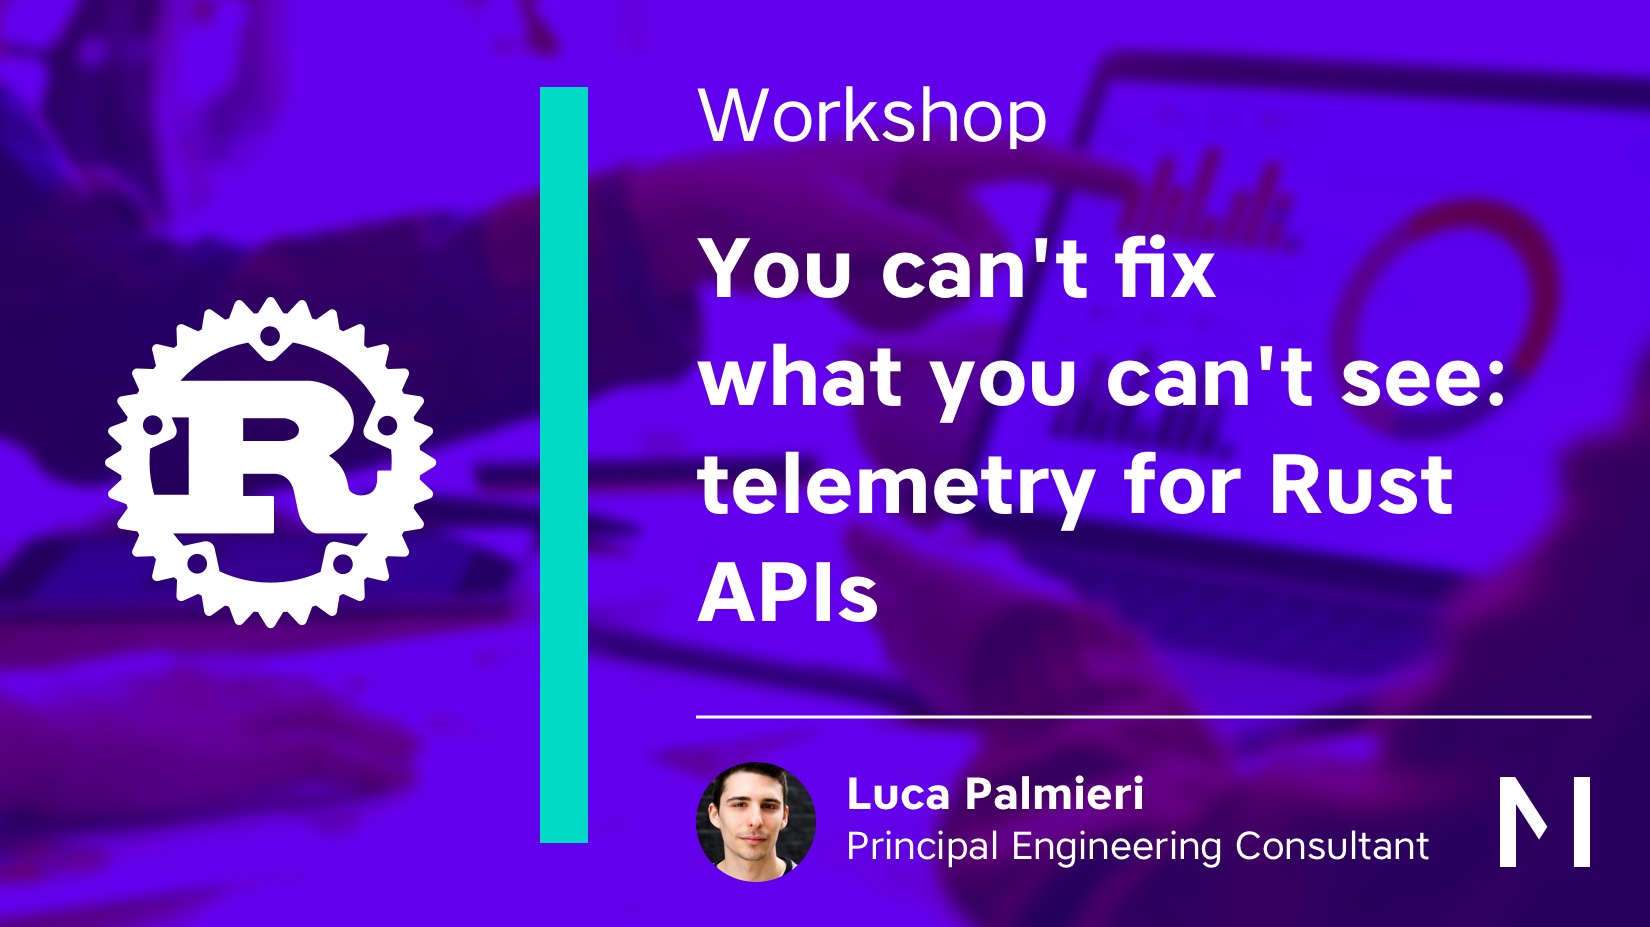 Workshop
You can't fix
what you can't see:
telemetry for Rust
APIs
R
Luca Palmieri
Principal Engineering Consultant
M